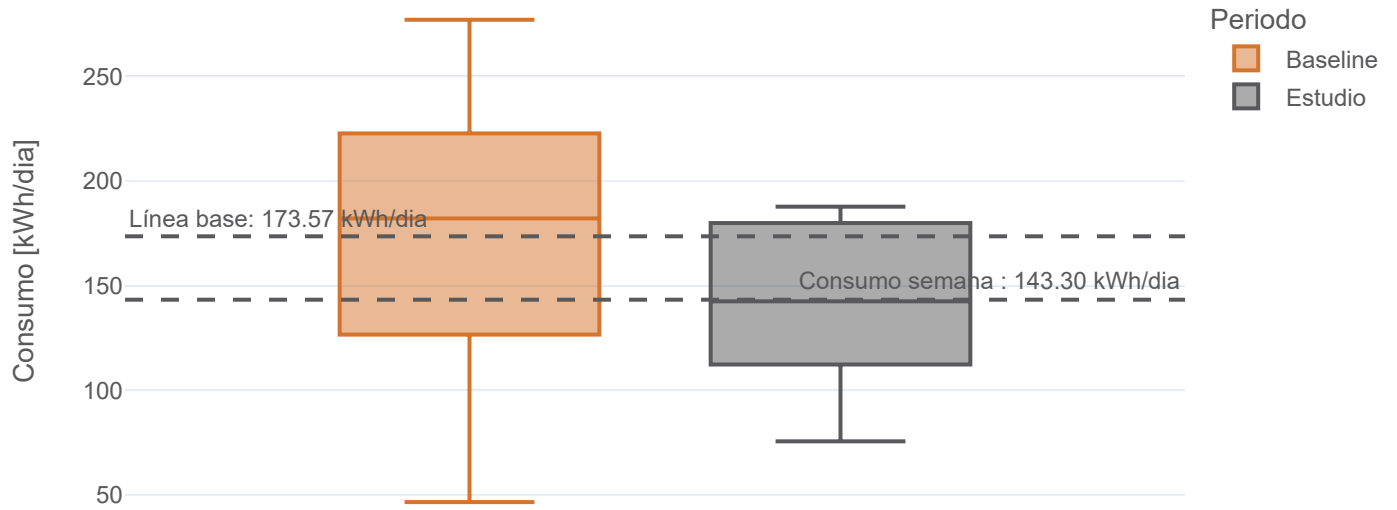 Periodo
Baseline
Estudio
Consumo [kWh/dia]
250
200
150
100
50
Línea base: 173.57 kWh/dia
Consumo semana : 143.30 kWh/dia